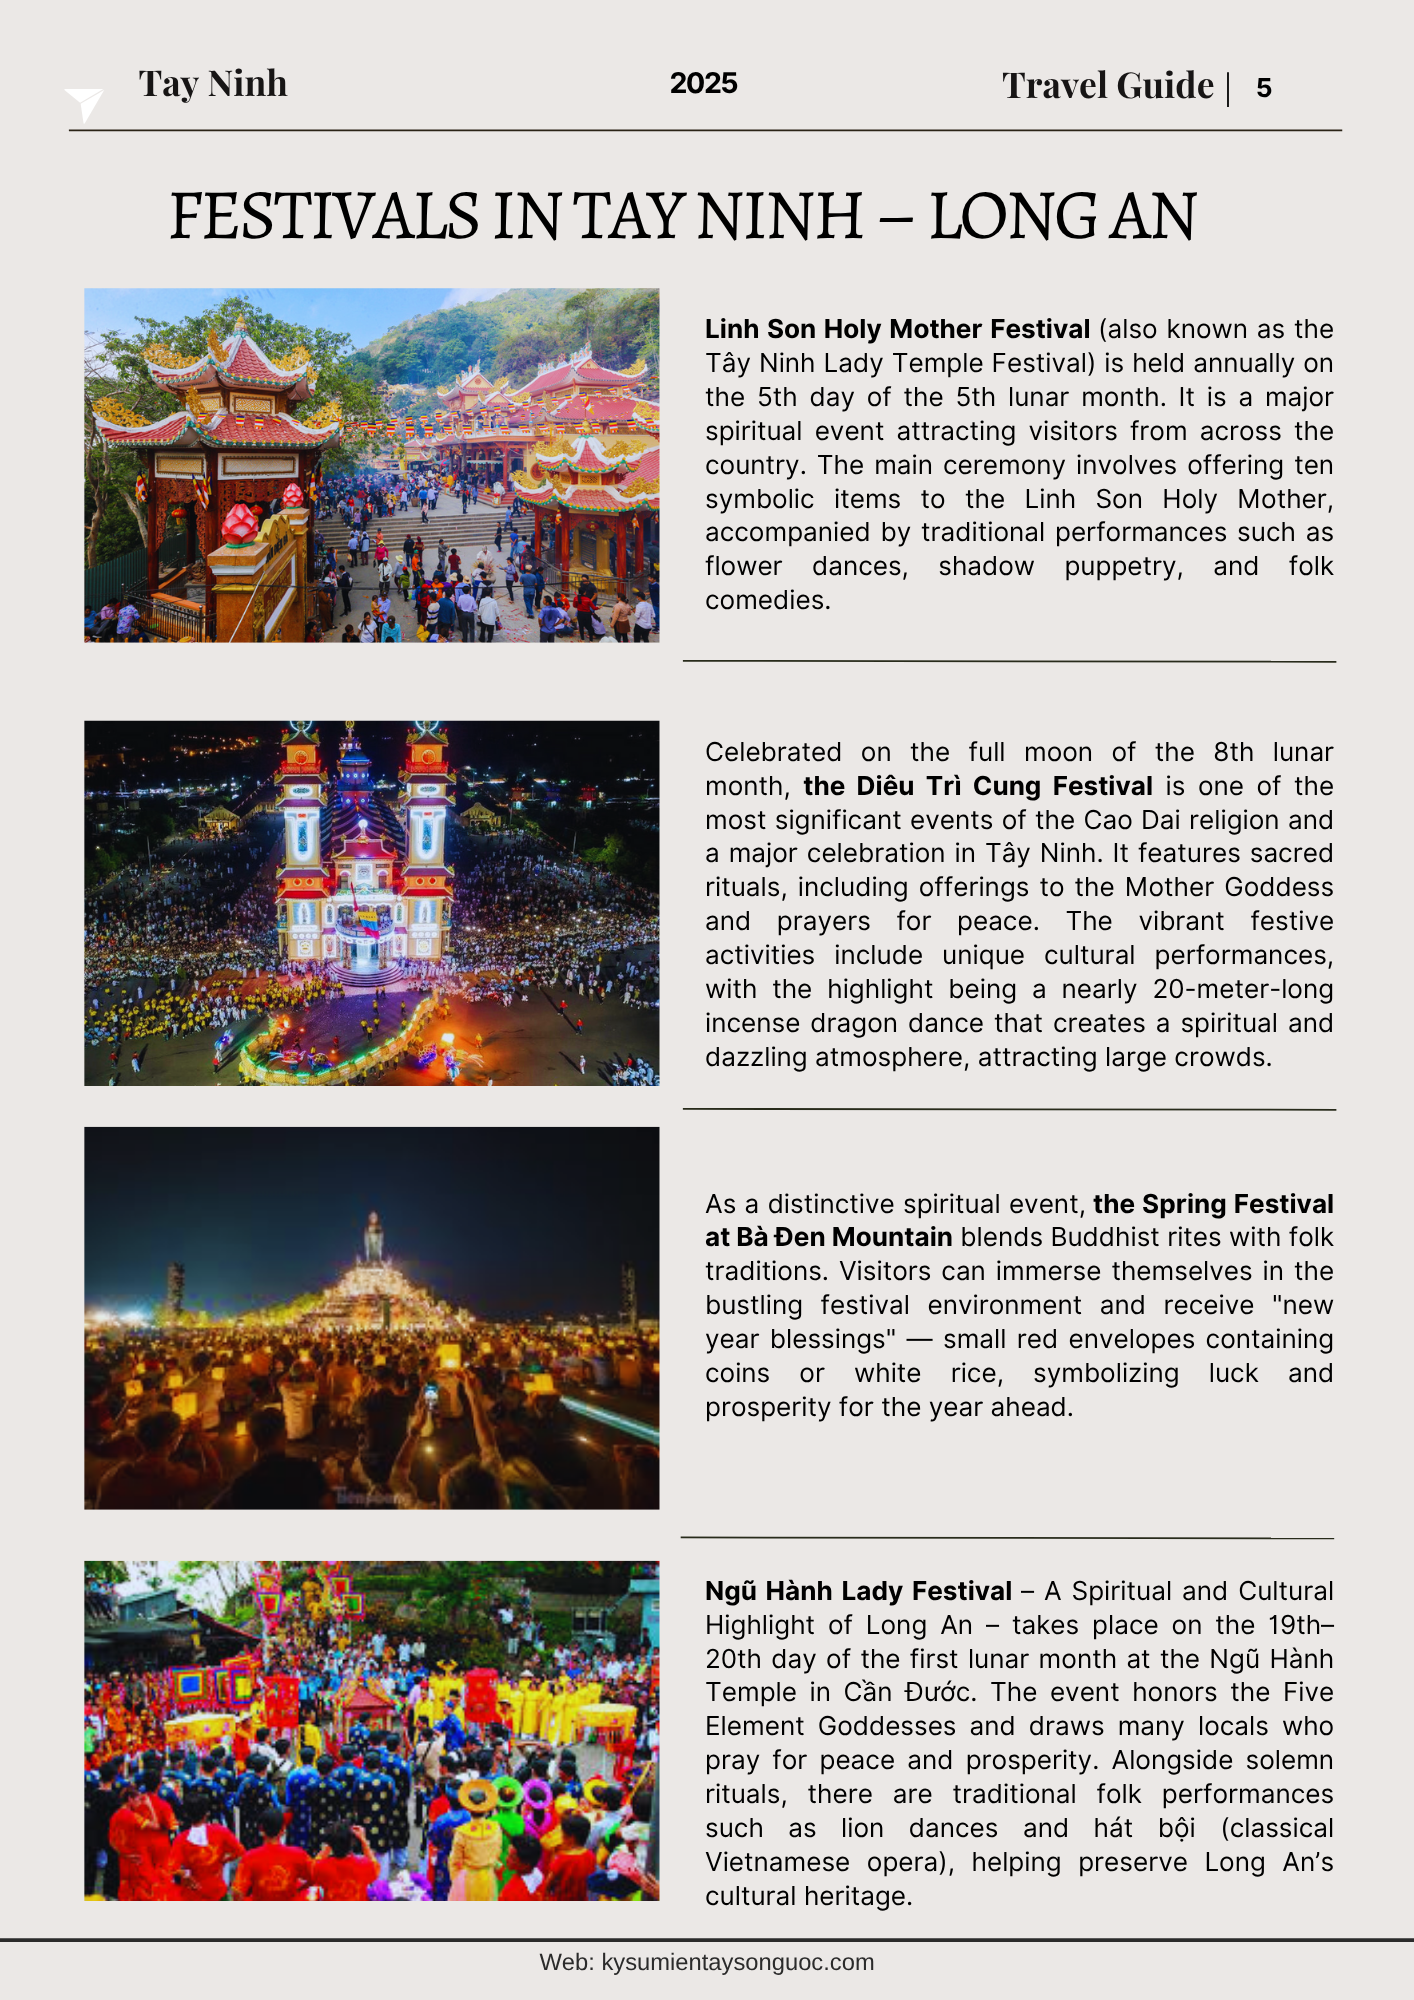 Tay Ninh
2025
Travel Guide | 5
FESTIVALS IN TAY NINH – LONG AN
Linh Son Holy Mother Festival (also known as the
Tây Ninh Lady Temple Festival) is held annually on
the 5th day of the 5th lunar month. It is a major
spiritual event attracting visitors from across the
country. The main ceremony involves offering ten
symbolic items to the Linh Son Holy Mother,
accompanied by traditional performances such as
flower dances, shadow puppetry, and folk
comedies.
Celebrated on the full moon of the 8th lunar
month, the Diêu Trì Cung Festival is one of the
most significant events of the Cao Dai religion and
a major celebration in Tây Ninh. It features sacred
rituals, including offerings to the Mother Goddess
and prayers for peace. The vibrant festive
activities include unique cultural performances,
with the highlight being a nearly 20-meter-long
incense dragon dance that creates a spiritual and
dazzling atmosphere, attracting large crowds.
As a distinctive spiritual event, the Spring Festival
at Bà Đen Mountain blends Buddhist rites with folk
traditions. Visitors can immerse themselves in the
bustling festival environment and receive "new
year blessings" — small red envelopes containing
coins or white rice, symbolizing luck and
prosperity for the year ahead.
Ngũ Hành Lady Festival – A Spiritual and Cultural
Highlight of Long An – takes place on the 19th–
20th day of the first lunar month at the Ngũ Hành
Temple in Cần Đước. The event honors the Five
Element Goddesses and draws many locals who
pray for peace and prosperity. Alongside solemn
rituals, there are traditional folk performances
such as lion dances and hát bội (classical
Vietnamese opera), helping preserve Long An’s
cultural heritage.
Web: kysumientaysonguoc.com